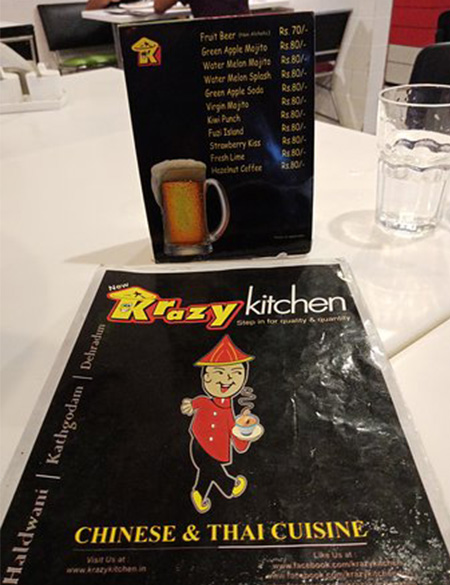 K
Fruit Beer (Non Alcholic) Rs. 70/-
Green Apple Mojito Rs.80/-
Water Melon Mojito Rs.80/-
Water Melon Splash Rs.80/-
Green Apple Soda Rs.80/-
Virgin Mojito Rs.80/-
Kiwi Punch Rs.80/-
Fuzi Island Rs.80/-
Strawberry Kiss Rs.80/-
Fresh Lime Rs.80/-
Hazelnut Coffee Rs.80/-
New
Krazy kitchen
Step in for quality & quantity
Haldwani | Kathgodam | Dehradun
CHINESE & THAI CUISINE
Visit Us at :
www.krazykitchen.in
Like Us at :
www.facebook.com/krazykitchen